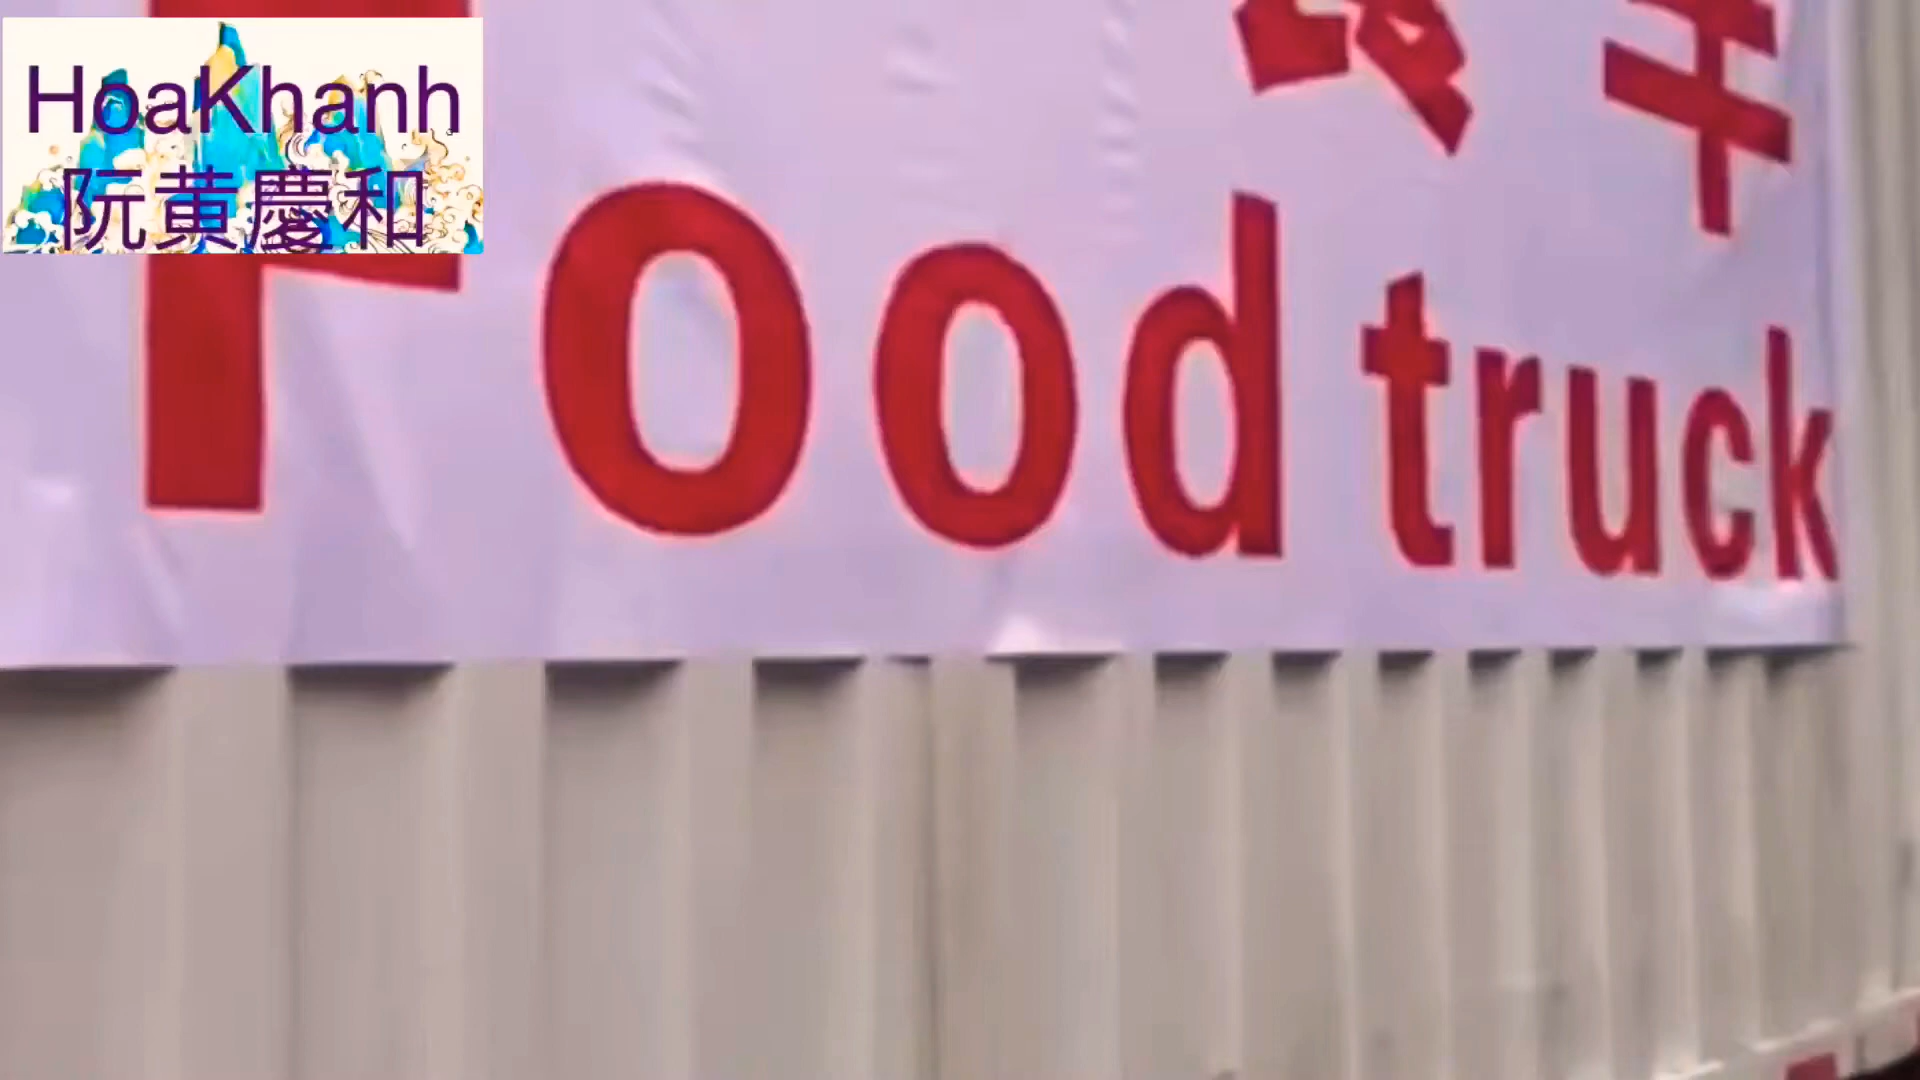 HoaKhanh
阮黄慶和
Food truck